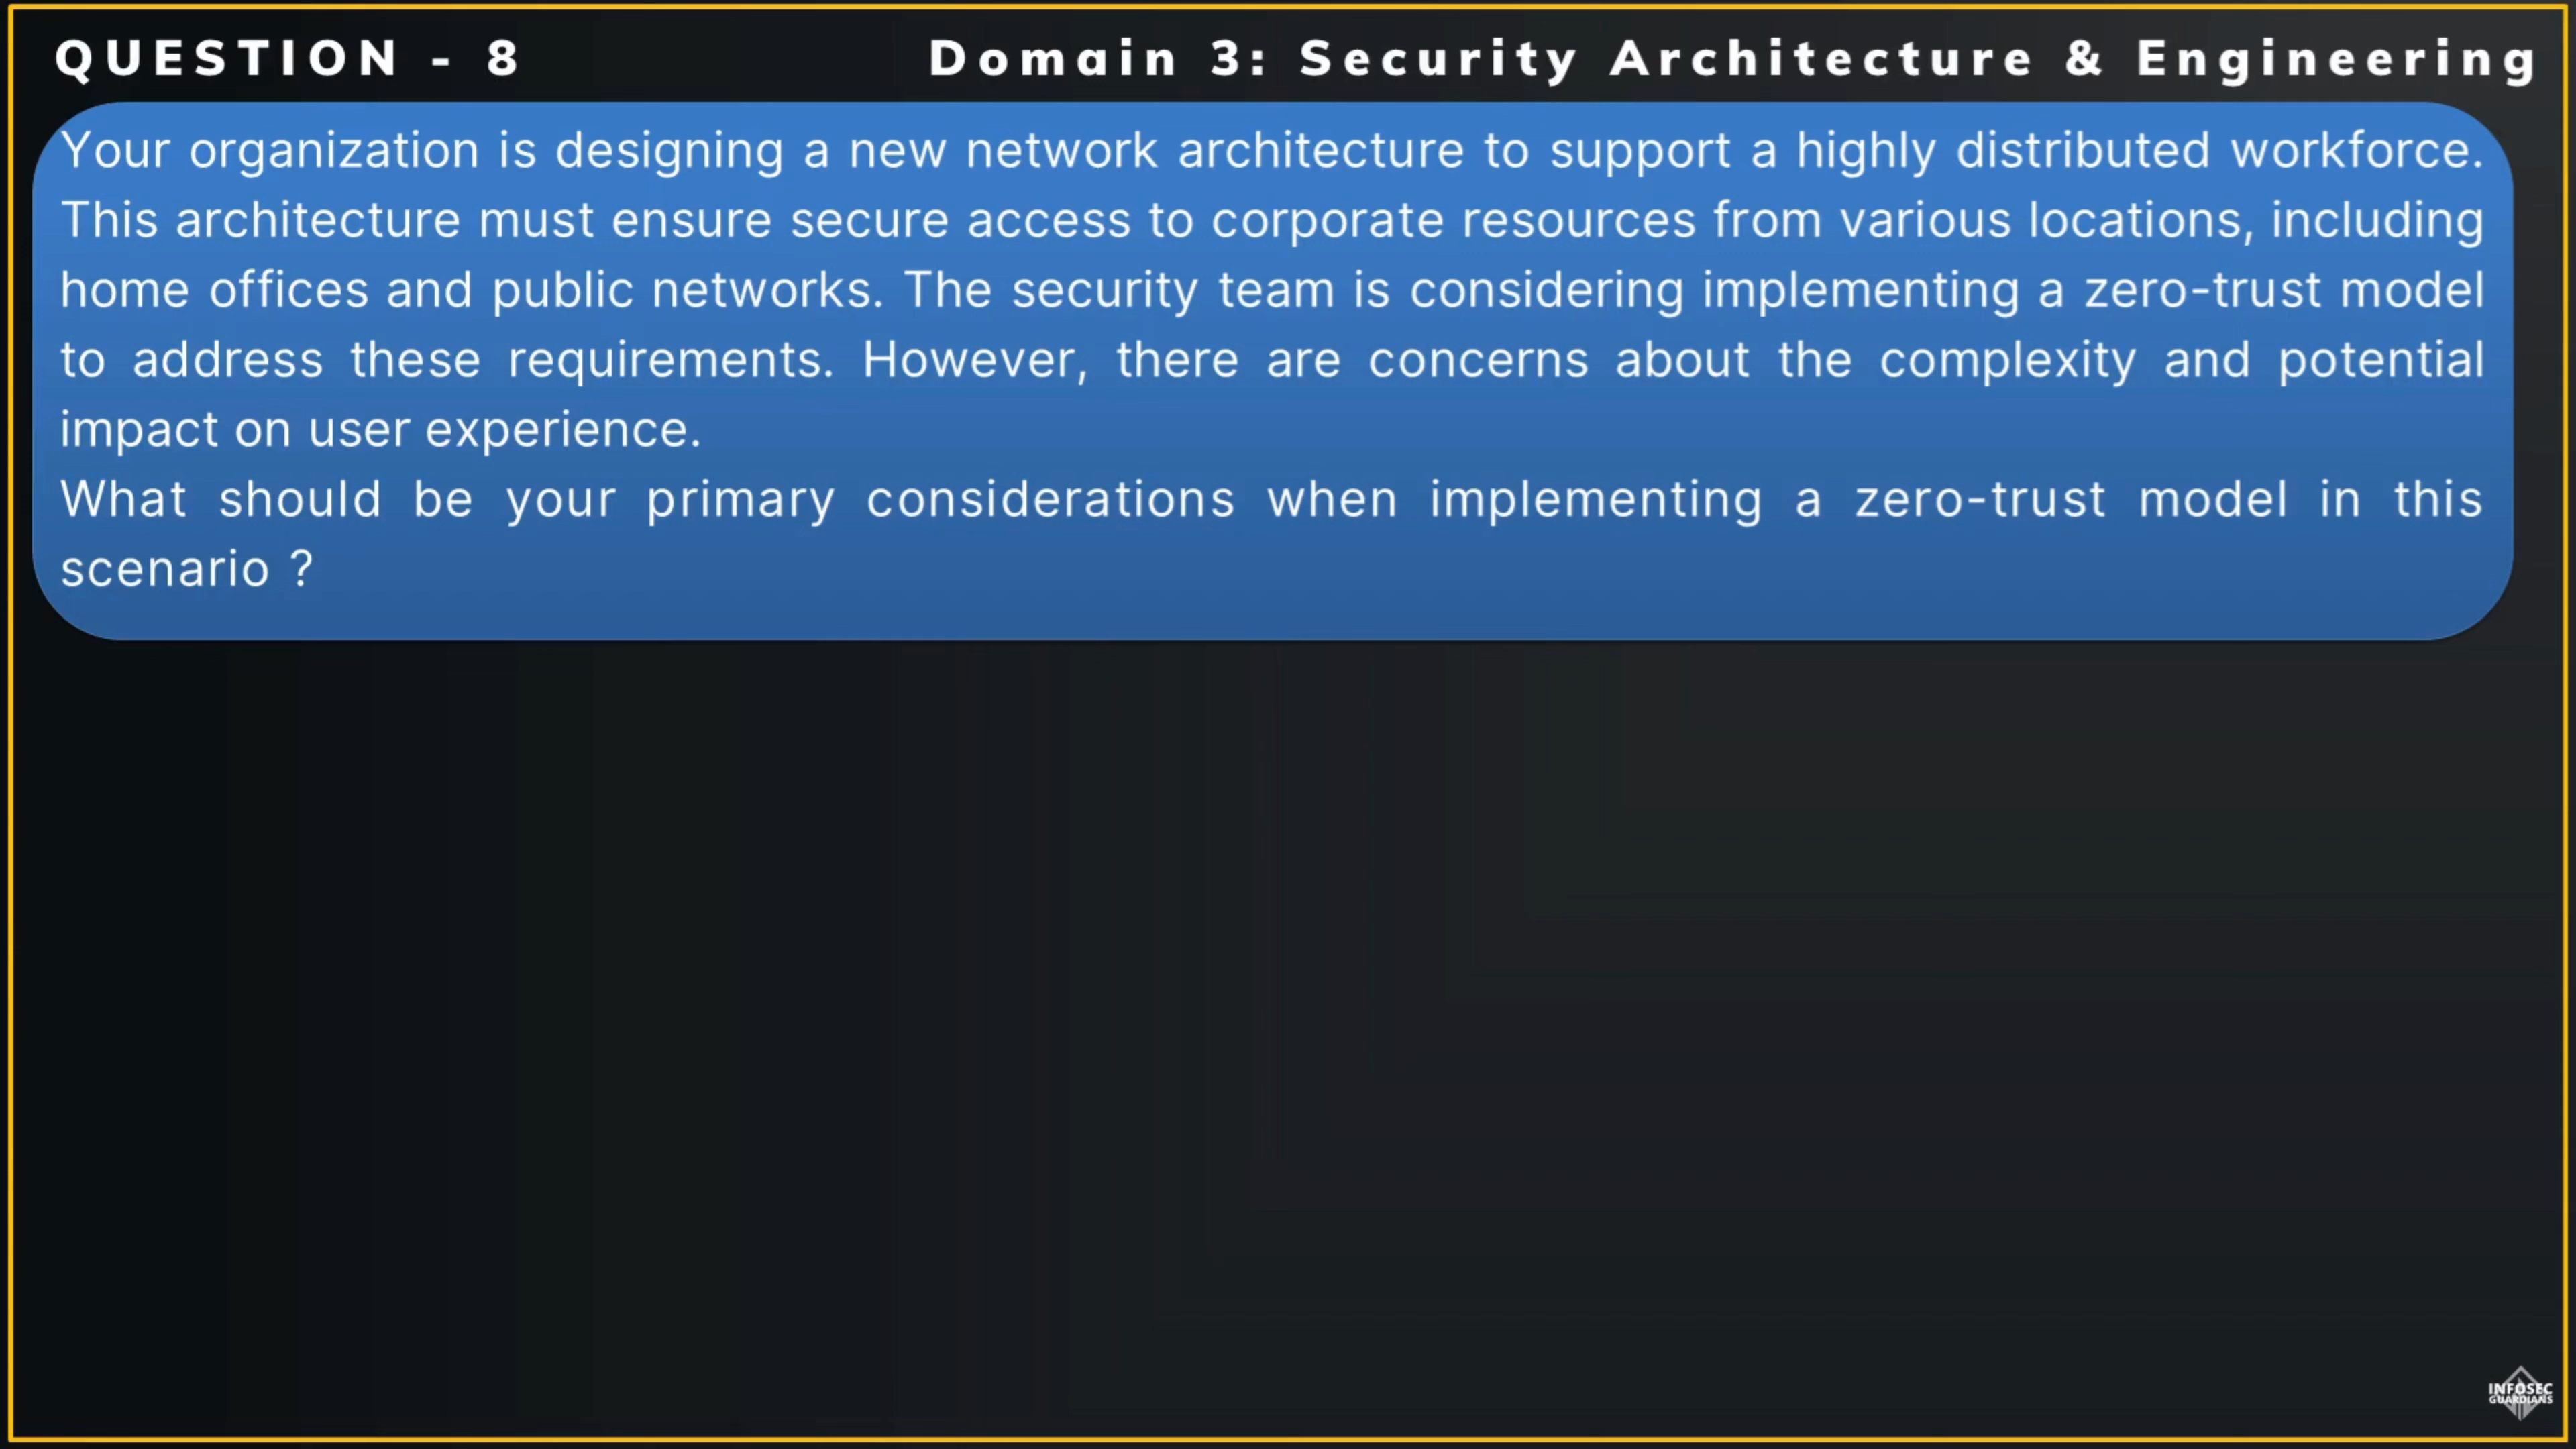 QUESTION - 8
Domain 3: Security Architecture & Engineering
Your organization is designing a new network architecture to support a highly distributed workforce.
This architecture must ensure secure access to corporate resources from various locations, including
home offices and public networks. The security team is considering implementing a zero-trust model
to address these requirements. However, there are concerns about the complexity and potential
impact on user experience.
What should be your primary considerations when implementing a zero-trust model in this
scenario ?
INFOSEC
GUARDIANS